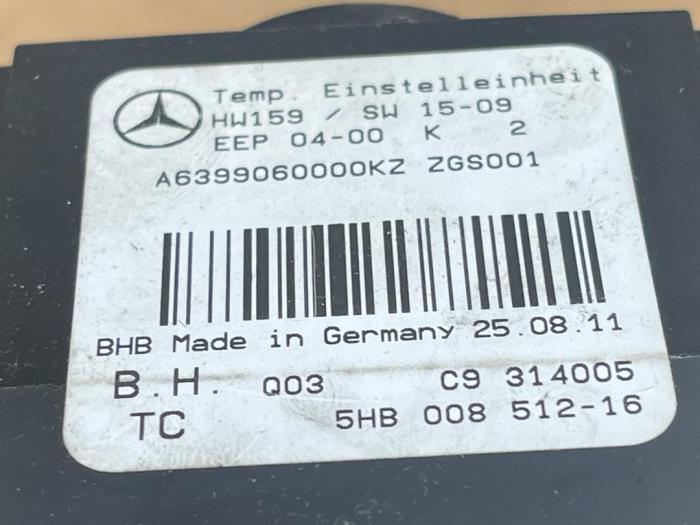 Temp. Einstelleinheit
HW159 / SW 15-09
EEP 04-00 K 2
A6399060000KZ ZGS001
BHB Made in Germany 25.08.11
B.H. Q03 C9 314005
TC 5HB 008 512-16